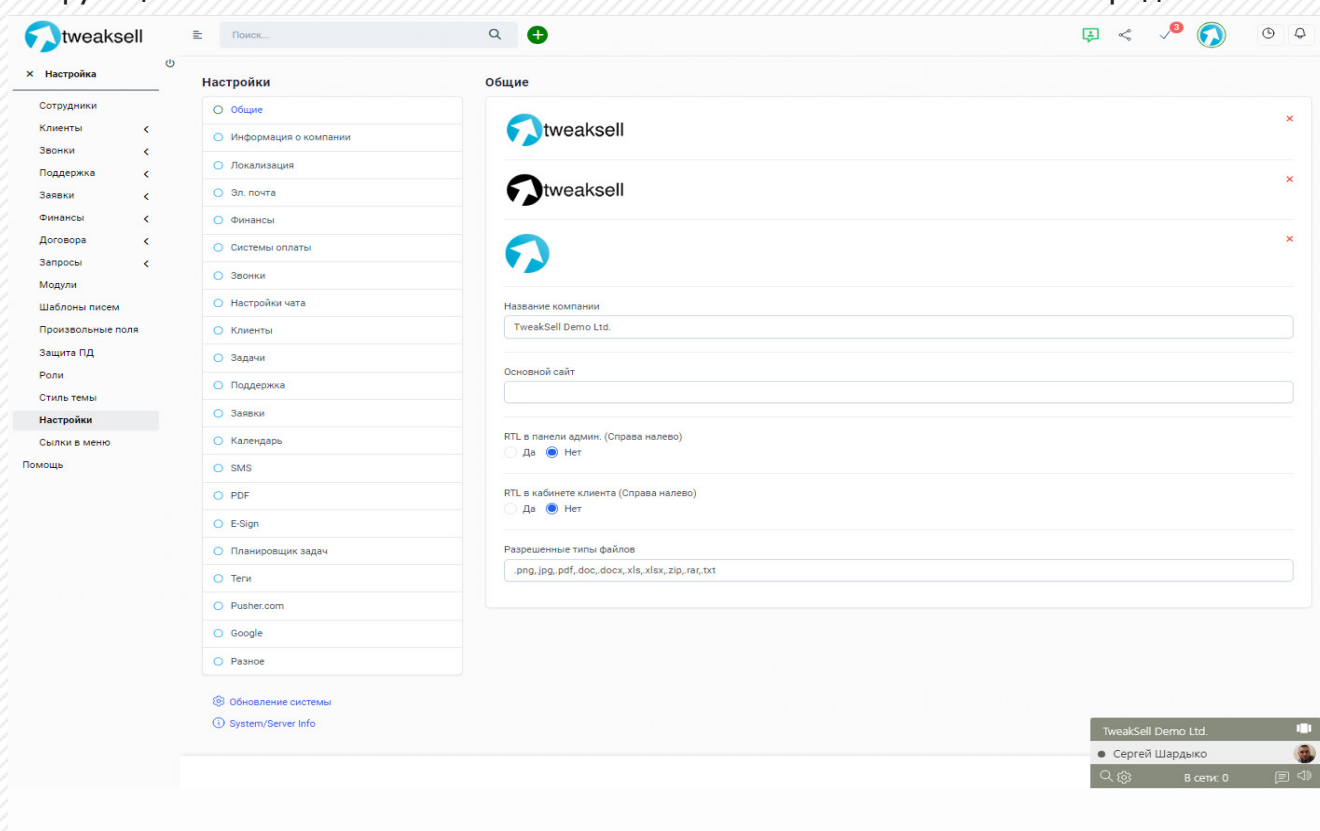 tweaksell
Поиск...
3
× Настройка
Сотрудники
Клиенты
Звонки
Поддержка
Заявки
Финансы
Договора
Запросы
Модули
Шаблоны писем
Произвольные поля
Защита ПД
Роли
Стиль темы
Настройки
Сылки в меню
Помощь
Настройки
Общие
Информация о компании
Локализация
Эл. почта
Финансы
Системы оплаты
Звонки
Настройки чата
Клиенты
Задачи
Поддержка
Заявки
Календарь
SMS
PDF
E-Sign
Планировщик задач
Теги
Pusher.com
Google
Разное
Обновление системы
System/Server Info
Общие
tweaksell
tweaksell
Название компании
TweakSell Demo Ltd.
Основной сайт
RTL в панели админ. (Справа налево)
Да Нет
RTL в кабинете клиента (Справа налево)
Да Нет
Разрешенные типы файлов
.png,.jpg,.pdf,.doc,.docx,.xls,.xlsx,.zip,.rar,.txt
TweakSell Demo Ltd.
Сергей Шардыко
В сети: 0